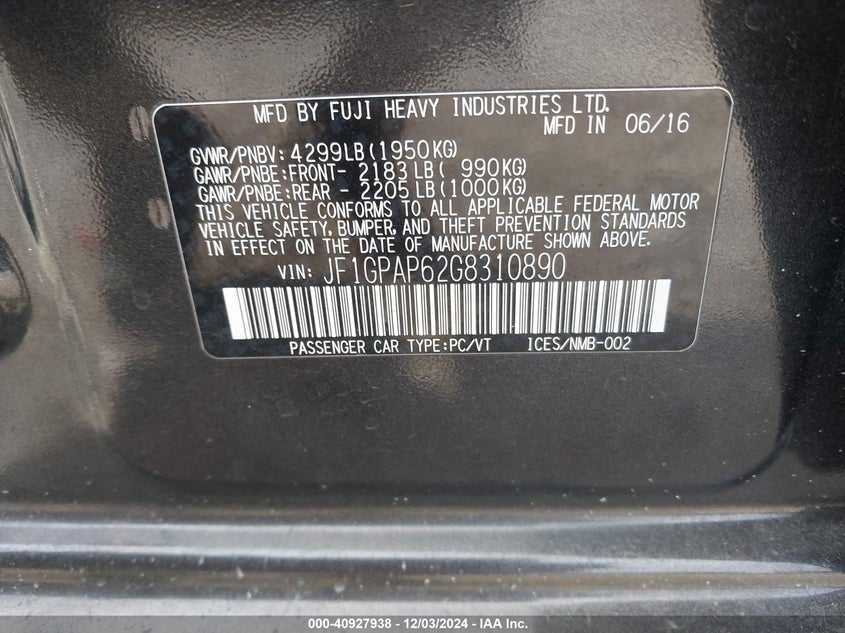 MFD BY FUJI HEAVY INDUSTRIES LTD.
MFD IN 06/16
GVWR/PNBV: 4299LB(1950KG)
GAWR/PNBE:FRONT- 2183LB( 990KG)
GAWR/PNBE:REAR - 2205LB(1000KG)
THIS VEHICLE CONFORMS TO ALL APPLICABLE FEDERAL MOTOR
VEHICLE SAFETY, BUMPER, AND THEFT PREVENTION STANDARDS
IN EFFECT ON THE DATE OF MANUFACTURE SHOWN ABOVE.
VIN: JF1GPAP62G8310890
PASSENGER CAR TYPE:PC/VT ICES/NMB-002
000-40927938 - 12/03/2024 - IAA Inc.